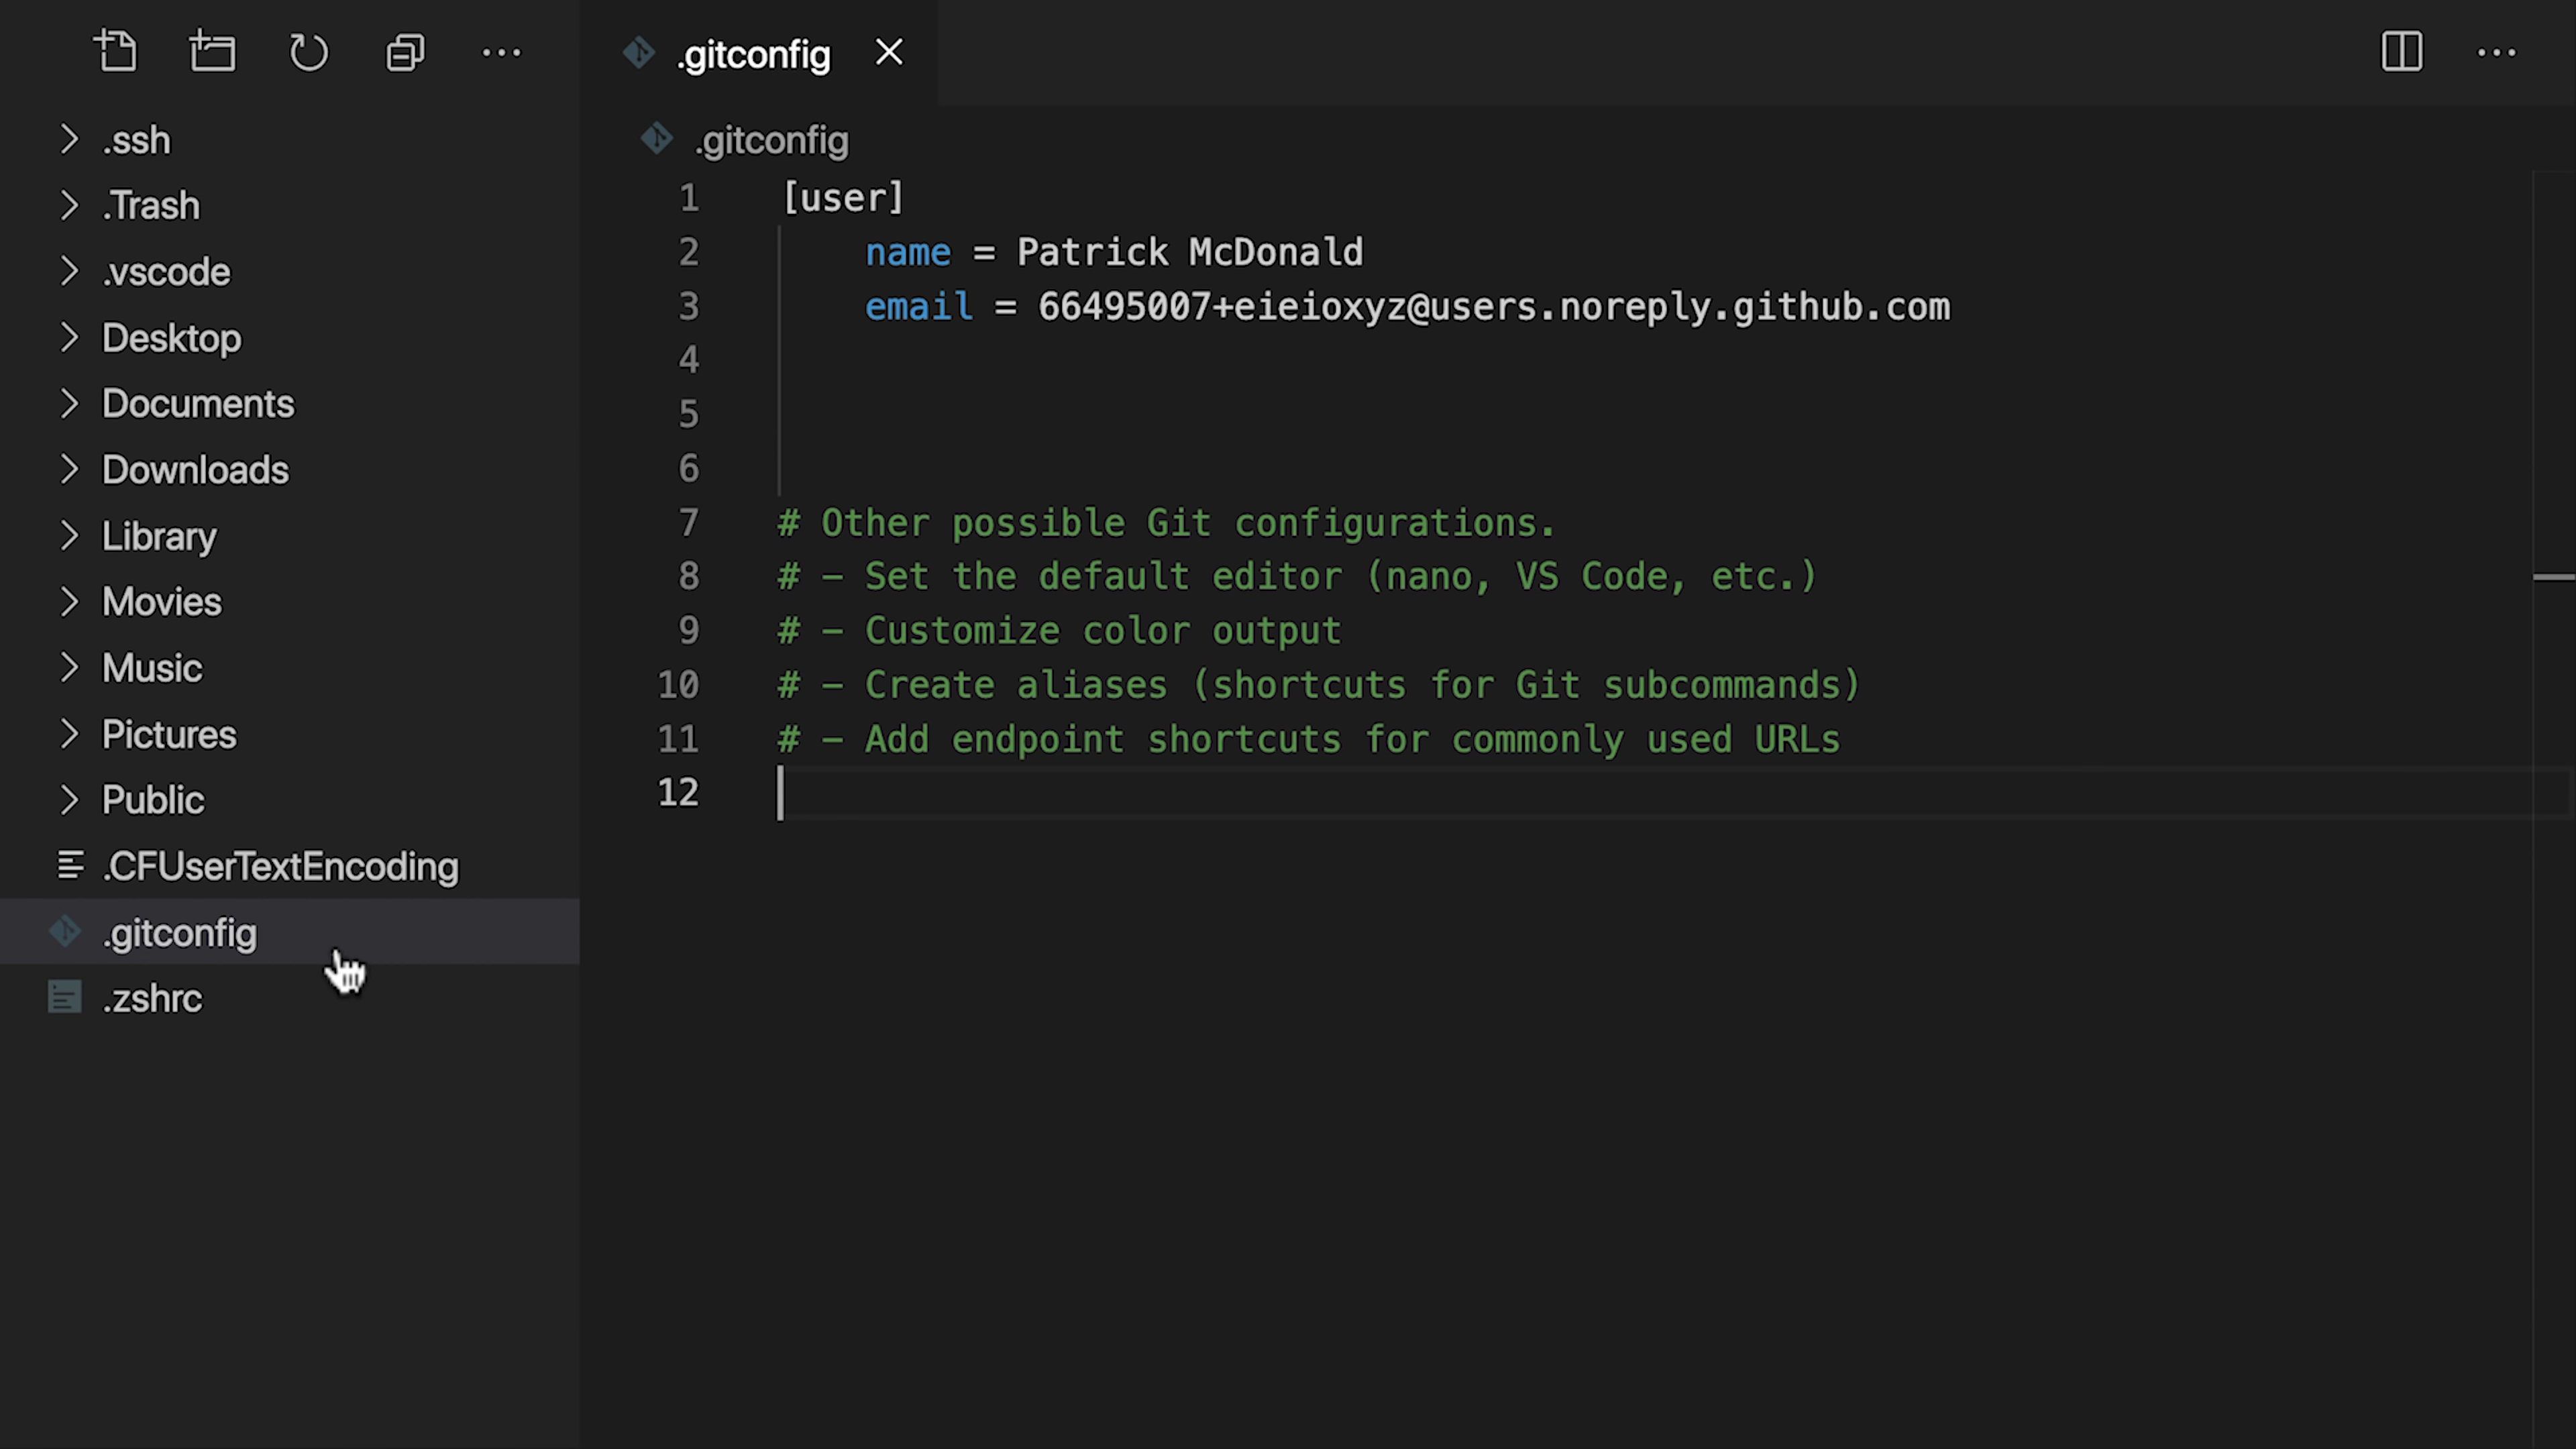 .ssh
.Trash
.vscode
Desktop
Documents
Downloads
Library
Movies
Music
Pictures
Public
.CFUserTextEncoding
.gitconfig
.zshrc
.gitconfig
.gitconfig
1 [user]
2 name = Patrick McDonald
3 email = 66495007+eieioxyz@users.noreply.github.com
4
5
6
7 # Other possible Git configurations.
8 # – Set the default editor (nano, VS Code, etc.)
9 # – Customize color output
10 # – Create aliases (shortcuts for Git subcommands)
11 # – Add endpoint shortcuts for commonly used URLs
12